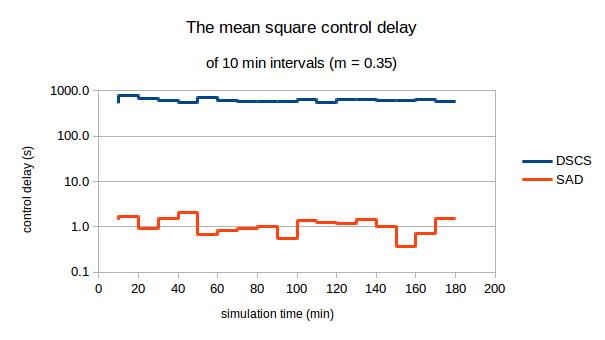 The mean square control delay
of 10 min intervals (m = 0.35)
control delay (s)
1000.0
100.0
10.0
1.0
0.1
0 20 40 60 80 100 120 140 160 180 200
simulation time (min)
DSCS
SAD